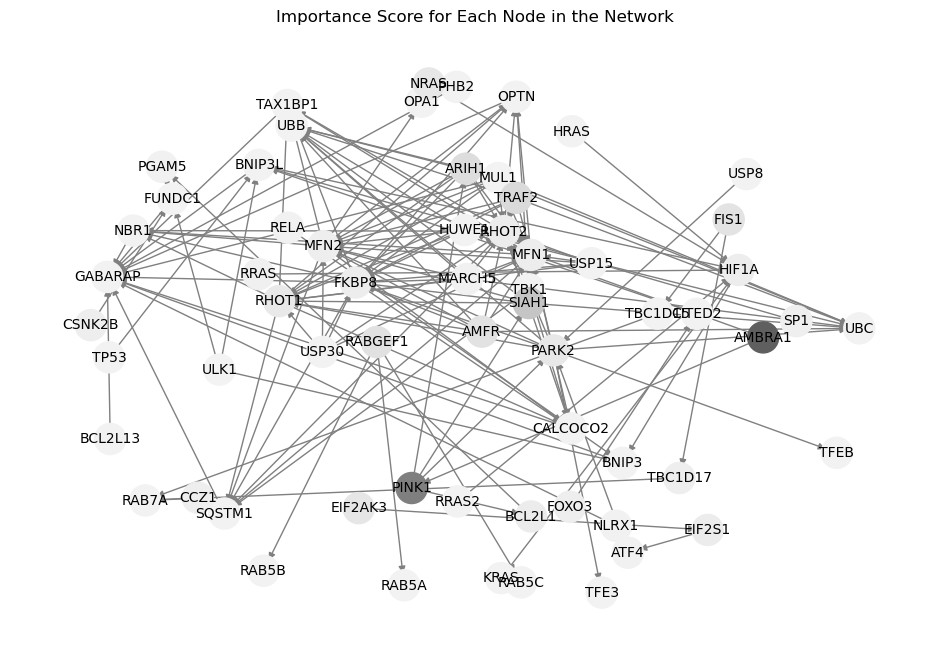 Importance Score for Each Node in the Network
NRAS
PHB2
OPA1
OPTN
TAX1BP1
UBB
HRAS
PGAM5
BNIP3L
ARIH1
MUL1
USP8
FUNDC1
TRAF2
FIS1
NBR1
RELA
HUWE1
RHOT2
MFN2
MFN1
USP15
HIF1A
GABARAP
RRAS
FKBP8
MARCH5
TBK1
RHOT1
SIAH1
TBC1D15
CITED2
CSNK2B
SP1
UBC
AMFR
AMBRA1
TP53
USP30
RABGEF1
PARK2
ULK1
BCL2L13
CALCOCO2
TFEB
BNIP3
TBC1D17
RAB7A
CCZ1
PINK1
SQSTM1
EIF2AK3
RRAS2
BCL2L1
FOXO3
NLRX1
EIF2S1
ATF4
RAB5B
RAB5A
KRAS
RAB5C
TFE3